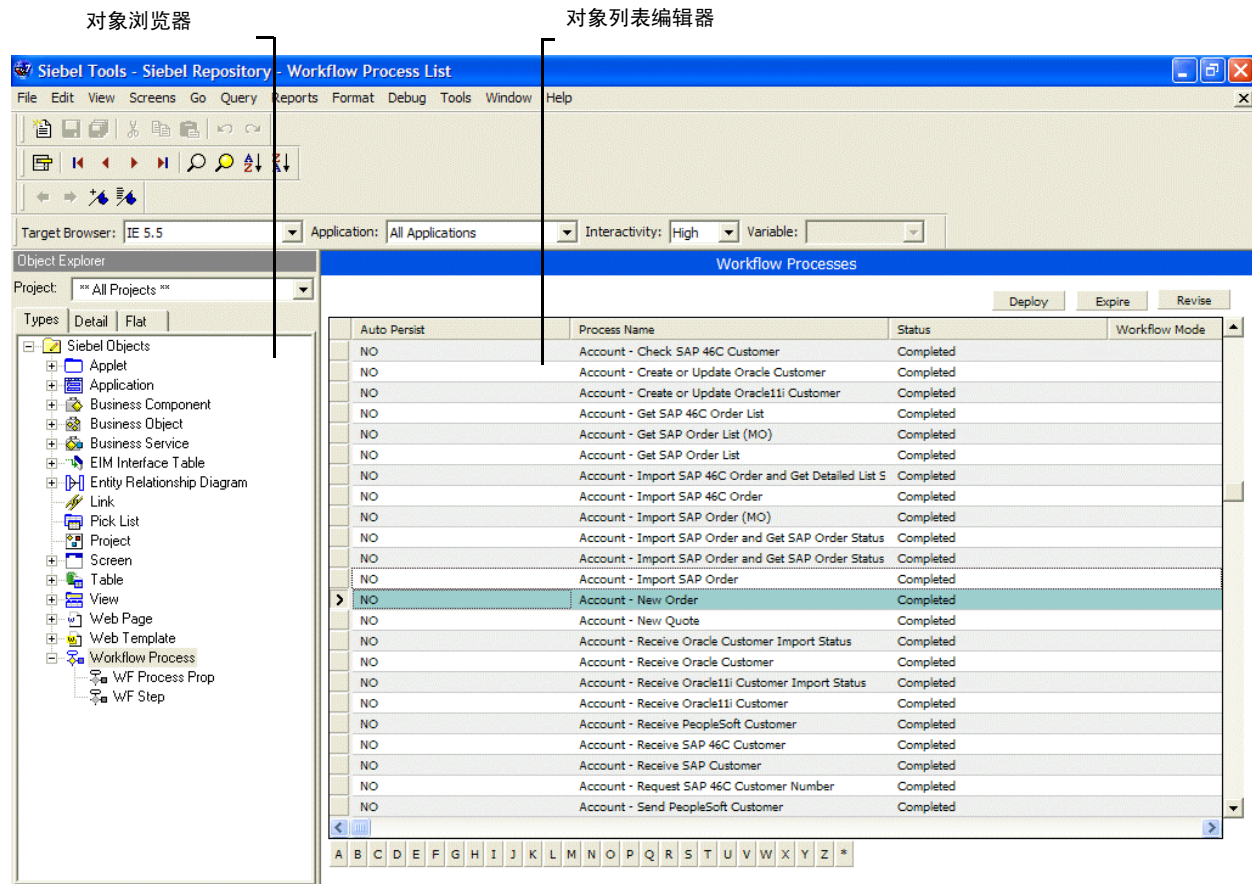 对象浏览器
对象列表编辑器
Siebel Tools - Siebel Repository - Workflow Process List
File Edit View Screens Go Query Reports Format Debug Tools Window Help
Target Browser: IE 5.5 Application: All Applications Interactivity: High Variable:
Object Explorer
Project: ** All Projects **
Types Detail Flat
Siebel Objects
Applet
Application
Business Component
Business Object
Business Service
EIM Interface Table
Entity Relationship Diagram
Link
Pick List
Project
Screen
Table
View
Web Page
Web Template
Workflow Process
WF Process Prop
WF Step
Workflow Processes
Deploy Expire Revise
Auto Persist Process Name Status Workflow Mode
NO Account - Check SAP 46C Customer Completed
NO Account - Create or Update Oracle Customer Completed
NO Account - Create or Update Oracle11i Customer Completed
NO Account - Get SAP 46C Order List Completed
NO Account - Get SAP Order List (MO) Completed
NO Account - Get SAP Order List Completed
NO Account - Import SAP 46C Order and Get Detailed List S Completed
NO Account - Import SAP 46C Order Completed
NO Account - Import SAP Order (MO) Completed
NO Account - Import SAP Order and Get SAP Order Status Completed
NO Account - Import SAP Order and Get SAP Order Status Completed
NO Account - Import SAP Order Completed
NO Account - New Order Completed
NO Account - New Quote Completed
NO Account - Receive Oracle Customer Import Status Completed
NO Account - Receive Oracle Customer Completed
NO Account - Receive Oracle11i Customer Import Status Completed
NO Account - Receive Oracle11i Customer Completed
NO Account - Receive PeopleSoft Customer Completed
NO Account - Receive SAP 46C Customer Completed
NO Account - Receive SAP Customer Completed
NO Account - Request SAP 46C Customer Number Completed
NO Account - Send PeopleSoft Customer Completed
A B C D E F G H I J K L M N O P Q R S T U V W X Y Z *